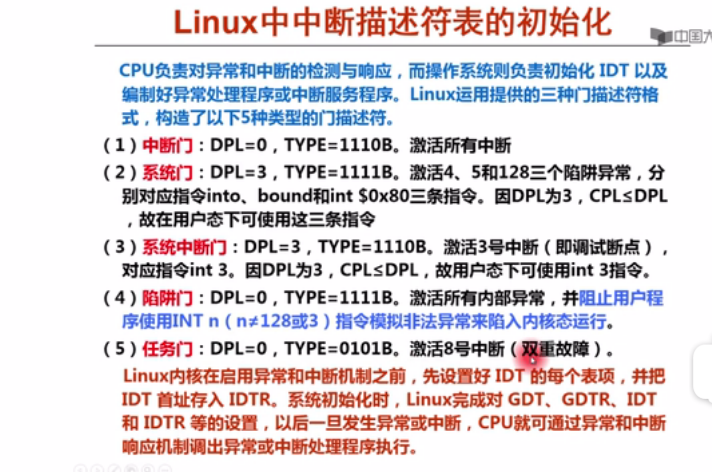 Linux中中断描述符表的初始化
中国大
CPU负责对异常和中断的检测与响应，而操作系统则负责初始化 IDT 以及
编制好异常处理程序或中断服务程序。Linux运用提供的三种门描述符格
式，构造了以下5种类型的门描述符。
（1）中断门：DPL=0，TYPE=1110B。激活所有中断
（2）系统门：DPL=3，TYPE=1111B。激活4、5和128三个陷阱异常，分
别对应指令into、bound和int $0x80三条指令。因DPL为3，CPL≤DPL
，故在用户态下可使用这三条指令
（3）系统中断门：DPL=3，TYPE=1110B。激活3号中断（即调试断点），
对应指令int 3。因DPL为3，CPL≤DPL，故用户态下可使用int 3指令。
（4）陷阱门：DPL=0，TYPE=1111B。激活所有内部异常，并阻止用户程
序使用INT n（n≠128或3）指令模拟非法异常来陷入内核态运行。
（5）任务门：DPL=0，TYPE=0101B。激活8号中断（双重故障）。
Linux内核在启用异常和中断机制之前，先设置好 IDT 的每个表项，并把
IDT 首址存入 IDTR。系统初始化时，Linux完成对 GDT、GDTR、IDT
和 IDTR 等的设置，以后一旦发生异常或中断，CPU就可通过异常和中断
响应机制调出异常或中断处理程序执行。